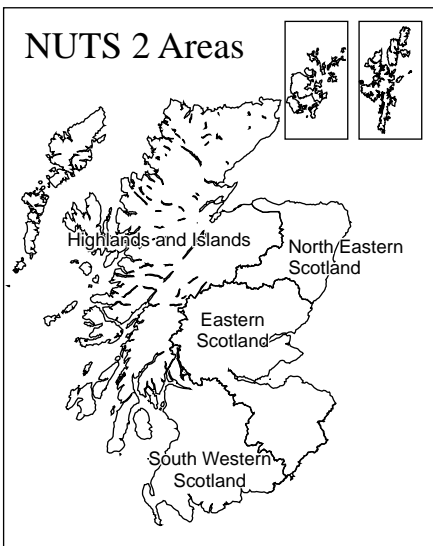 NUTS 2 Areas
Highlands and Islands
North Eastern
Scotland
Eastern
Scotland
South Western
Scotland